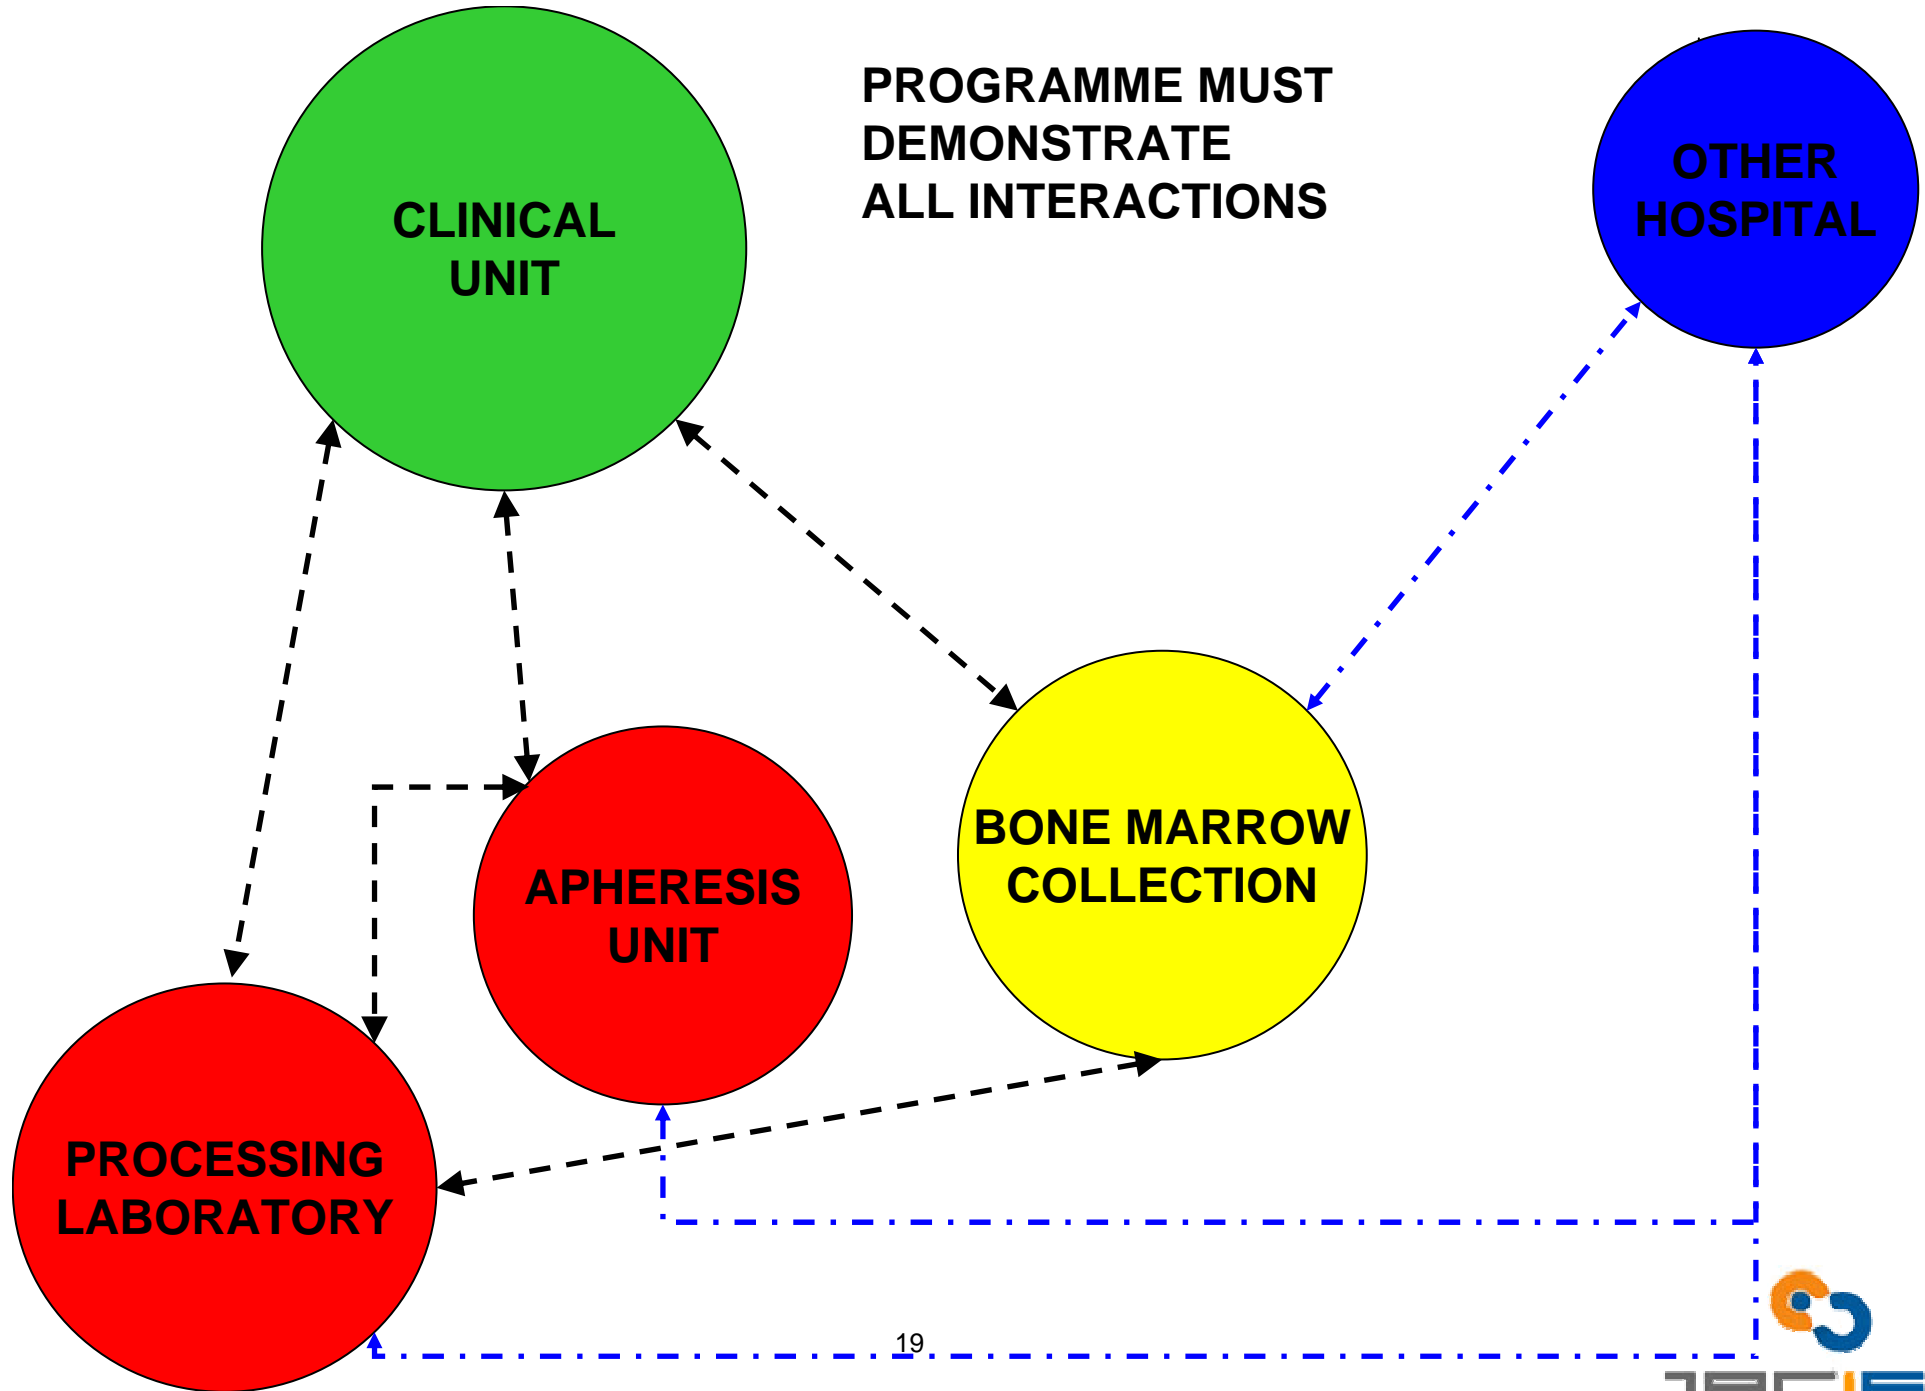 PROGRAMME MUST
DEMONSTRATE
ALL INTERACTIONS
OTHER
HOSPITAL
CLINICAL
UNIT
BONE MARROW
COLLECTION
APHERESIS
UNIT
PROCESSING
LABORATORY
19